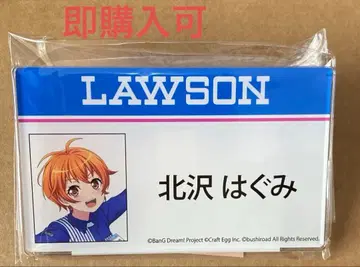 即購入可
LAWSON
北沢 はぐみ
©BanG Dream! Project ©Craft Egg Inc. ©bushiroad All Rights Reserved.